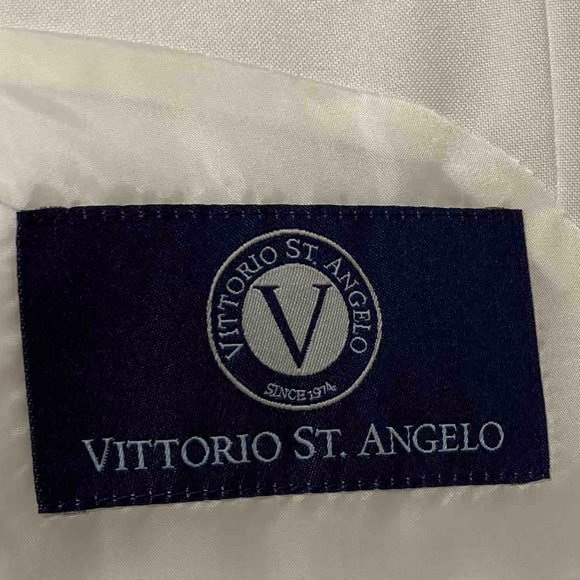 VITTORIO ST. ANGELO
V
SINCE 1974
VITTORIO ST. ANGELO